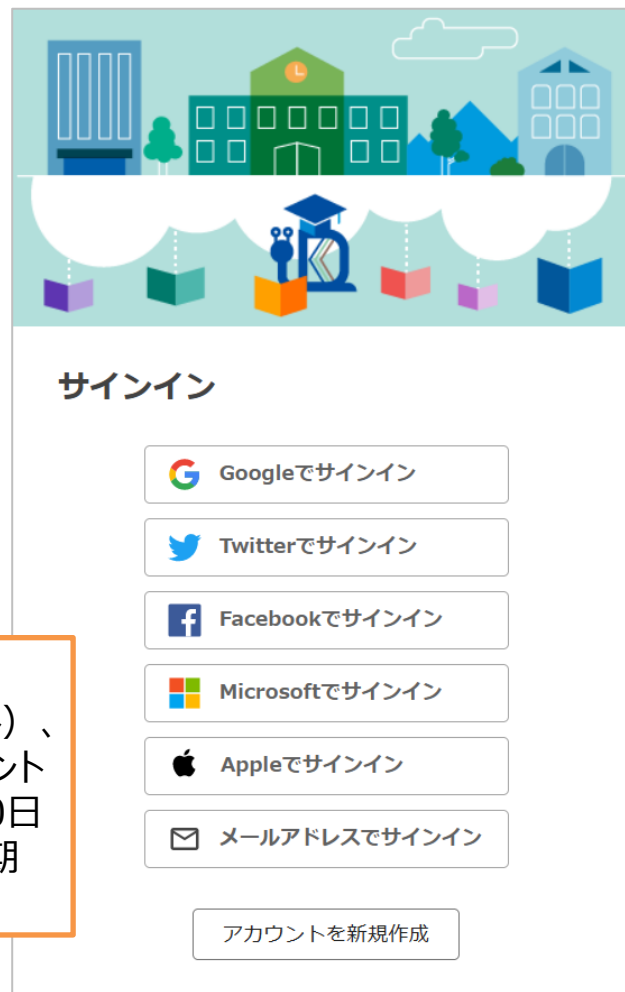 サインイン
Googleでサインイン
Twitterでサインイン
Facebookでサインイン
Microsoftでサインイン
Appleでサインイン
メールアドレスでサインイン
アカウントを新規作成
）、
ント
0日
期